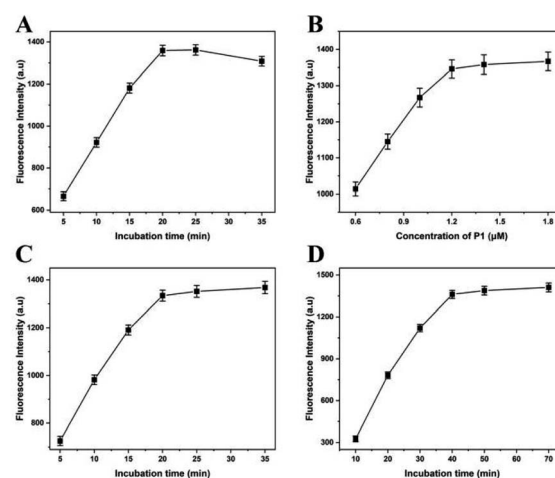 A
B
Fluorescence Intensity (a.u)
1400
1200
1000
800
600
5 10 15 20 25 30 35
Incubation time (min)
Fluorescence Intensity (a.u)
1400
1300
1200
1100
1000
0.6 0.9 1.2 1.5 1.8
Concentration of P1 (μM)
C
D
Fluorescence Intensity (a.u)
1400
1200
1000
800
5 10 15 20 25 30 35
Incubation time (min)
Fluorescence Intensity (a.u)
1500
1200
900
600
300
10 20 30 40 50 60 70
Incubation time (min)